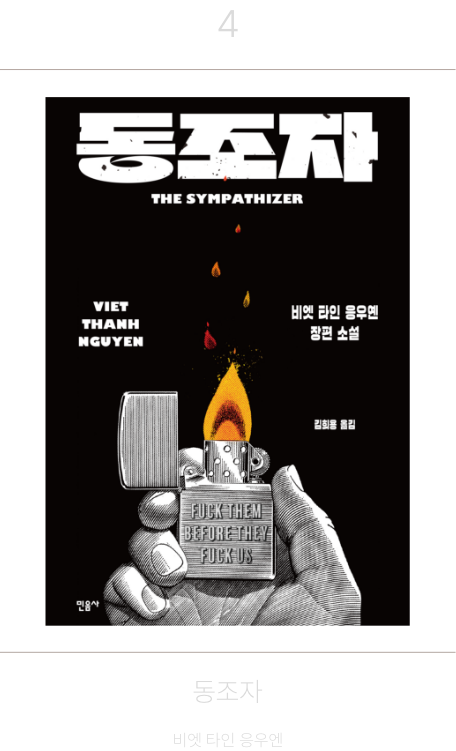 4
동조자
THE SYMPATHIZER
VIET
THANH
NGUYEN
비엣 타인 응우옌
장편 소설
김희용 옮김
FUCK THEM
BEFORE THEY
FUCK US
민음사
동조자
비엣 타인 응우옌